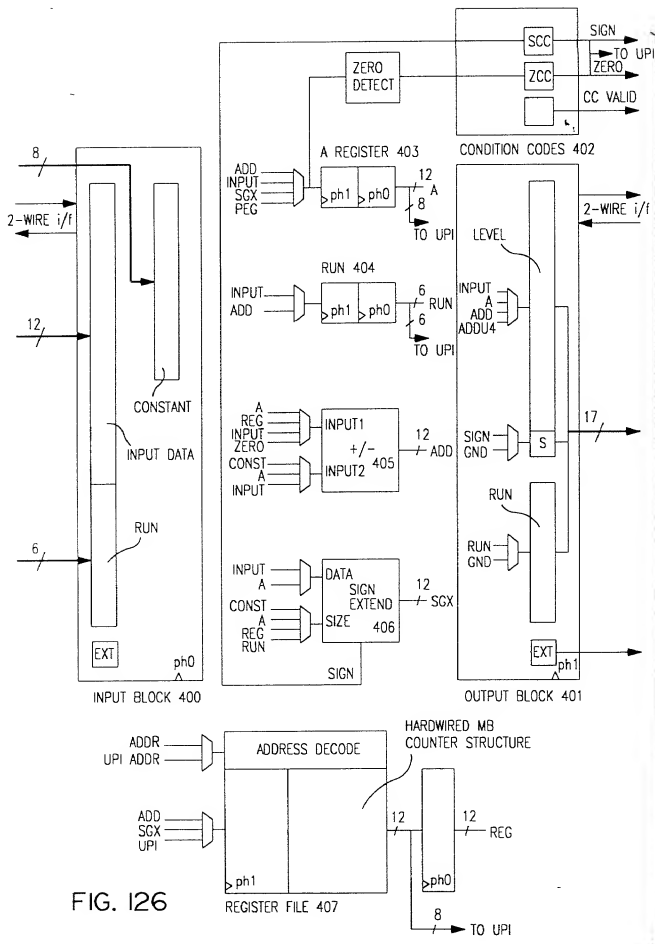 SIGN
SCC
TO UPI
ZERO
DETECT
ZCC
ZERO
CC VALID
CONDITION CODES 402
8
A REGISTER 403
ADD
INPUT
SGX
PEG
ph1
ph0
12
A
8
TO UPI
2-WIRE i/f
2-WIRE i/f
LEVEL
RUN 404
INPUT
ADD
ph1
ph0
6
RUN
6
TO UPI
INPUT
A
ADD
ADDU4
12
CONSTANT
INPUT DATA
A
REG
INPUT
ZERO
INPUT1
+/-
405
12
ADD
CONST
A
INPUT
INPUT2
SIGN
GND
S
17
RUN
RUN
6
INPUT
A
DATA
SIGN
EXTEND
406
12
SGX
CONST
A
REG
RUN
SIZE
RUN
GND
EXT
ph0
SIGN
EXT
ph1
INPUT BLOCK 400
OUTPUT BLOCK 401
HARDWIRED MB
COUNTER STRUCTURE
ADDR
UPI ADDR
ADDRESS DECODE
ADD
SGX
UPI
12
12
REG
ph1
ph0
FIG. 126
REGISTER FILE 407
8
TO UPI